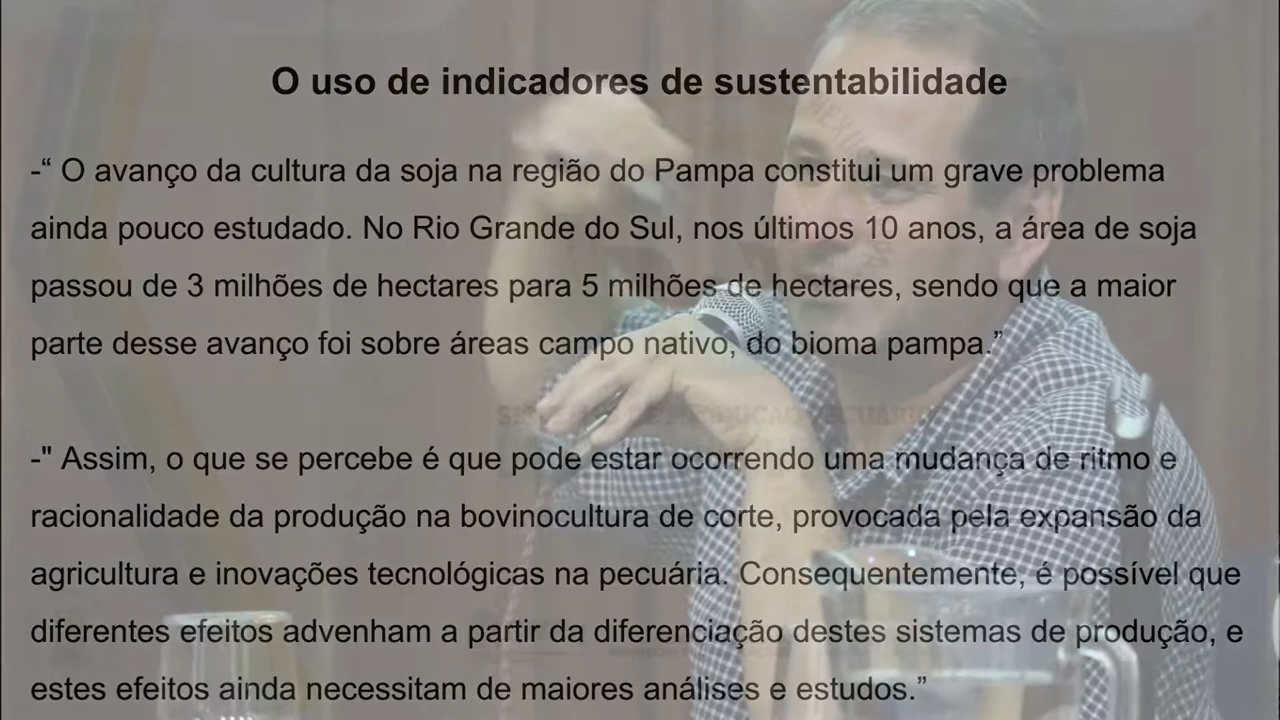 O uso de indicadores de sustentabilidade
-“ O avanço da cultura da soja na região do Pampa constitui um grave problema
ainda pouco estudado. No Rio Grande do Sul, nos últimos 10 anos, a área de soja
passou de 3 milhões de hectares para 5 milhões de hectares, sendo que a maior
parte desse avanço foi sobre áreas campo nativo, do bioma pampa.”
-" Assim, o que se percebe é que pode estar ocorrendo uma mudança de ritmo e
racionalidade da produção na bovinocultura de corte, provocada pela expansão da
agricultura e inovações tecnológicas na pecuária. Consequentemente, é possível que
diferentes efeitos advenham a partir da diferenciação destes sistemas de produção, e
estes efeitos ainda necessitam de maiores análises e estudos.”